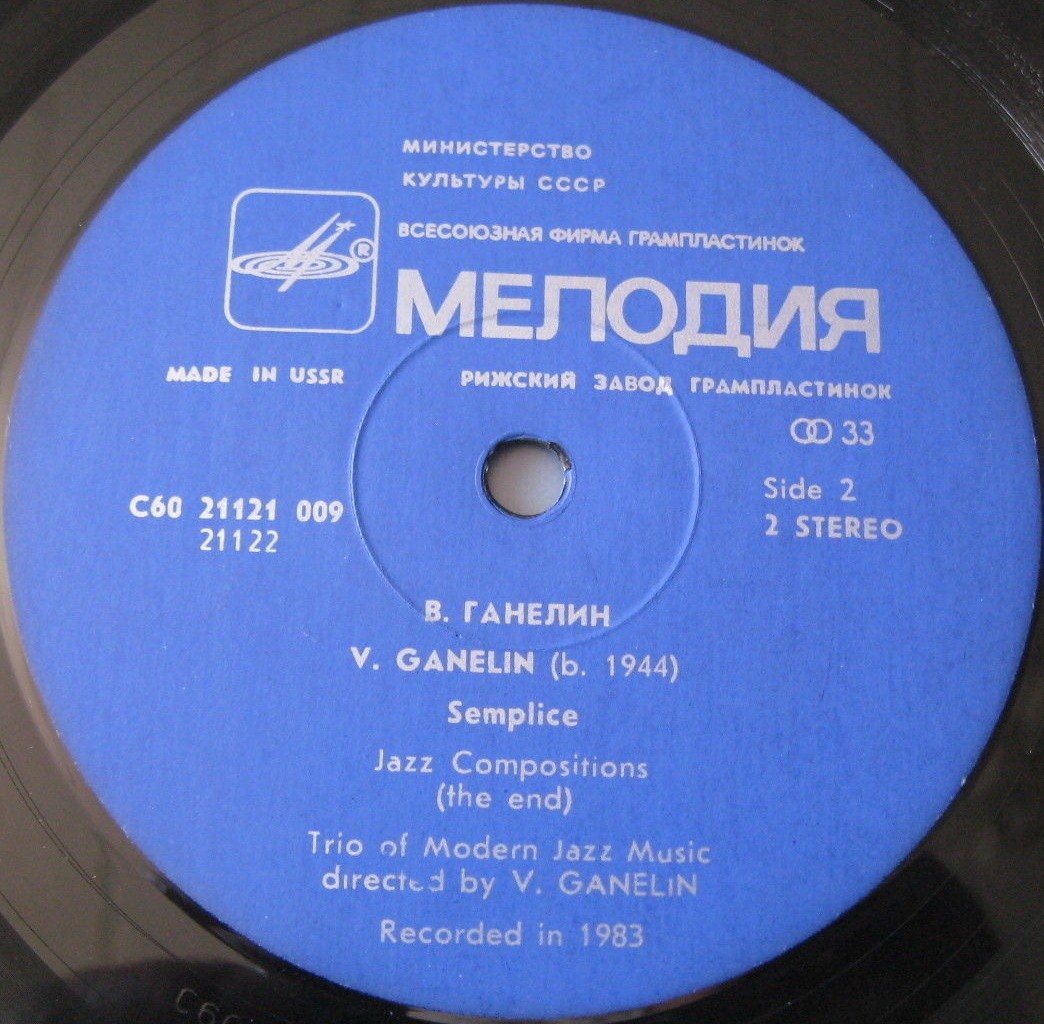 МИНИСТЕРСТВО
КУЛЬТУРЫ СССР
ВСЕСОЮЗНАЯ ФИРМА ГРАМПЛАСТИНОК
®
МЕЛОДИЯ
MADE IN USSR
РИЖСКИЙ ЗАВОД ГРАМПЛАСТИНОК
33
Side 2
2 STEREO
С60 21121 009
21122
В. ГАНЕЛИН
V. GANELIN (b. 1944)
Semplice
Jazz Compositions
(the end)
Trio of Modern Jazz Music
directed by V. GANELIN
Recorded in 1983